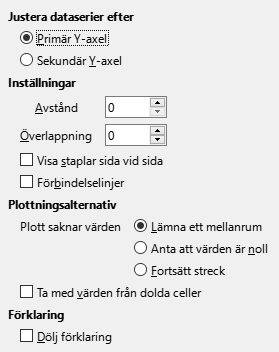 Justera dataserier efter
Primär Y-axel
Sekundär Y-axel
Inställningar
Avstånd 0
Överlappning 0
Visa staplar sida vid sida
Förbindelselinjer
Plottningsalternativ
Plott saknar värden Lämna ett mellanrum
Anta att värden är noll
Fortsätt streck
Ta med värden från dolda celler
Förklaring
Dölj förklaring